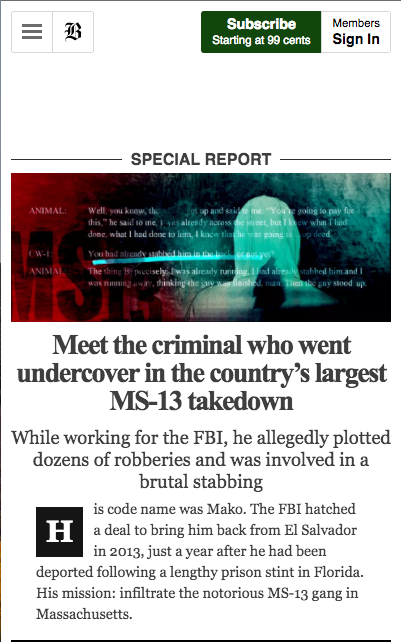 B
Subscribe
Starting at 99 cents
Members
Sign In
SPECIAL REPORT
ANIMAL: Well, you know, the got up and said to me: "You're going to pay for
this," he said to me, I was already across the street, but I knew what I had
done, what I had done to him, I knew that he was going to dead.
CW-1: You had already stabbed him in the back or not yet?
ANIMAL: The thing is, precisely, I was already running, I had already stabbed him and I
was running away, thinking the guy was finished, man. Then the guy stood up.
MS13
Meet the criminal who went
undercover in the country's largest
MS-13 takedown
While working for the FBI, he allegedly plotted
dozens of robberies and was involved in a
brutal stabbing
His code name was Mako. The FBI hatched
a deal to bring him back from El Salvador
in 2013, just a year after he had been
deported following a lengthy prison stint in Florida.
His mission: infiltrate the notorious MS-13 gang in
Massachusetts.